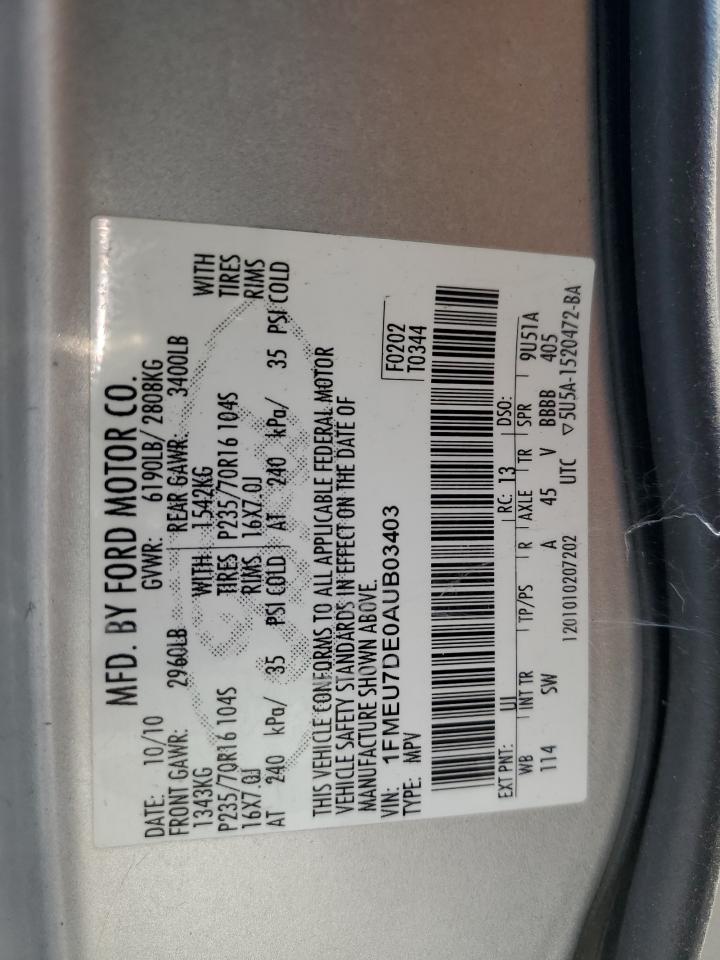 MFD. BY FORD MOTOR CO.
DATE: 10/10 GVWR: 6190LB/ 2808KG
FRONT GAWR: 2960LB REAR GAWR: 3400LB
1343KG WITH 1542KG WITH
P235/70R16 104S TIRES P235/70R16 104S TIRES
16X7.0J RIMS 16X7.0J RIMS
AT 240 kPa/ 35 PSI COLD AT 240 kPa/ 35 PSI COLD
THIS VEHICLE CONFORMS TO ALL APPLICABLE FEDERAL MOTOR
VEHICLE SAFETY STANDARDS IN EFFECT ON THE DATE OF
MANUFACTURE SHOWN ABOVE.
VIN: 1FMEU7DE0AUB03403 F0202
TYPE: MPV T0344
EXT PNT: UI RC: 13 DSO:
WB INT TR TP/PS R AXLE TR SPR 9U51A
114 SW A 45 V BBBB 405
1201010207202 UTC ▽5U5A-1520472-BA